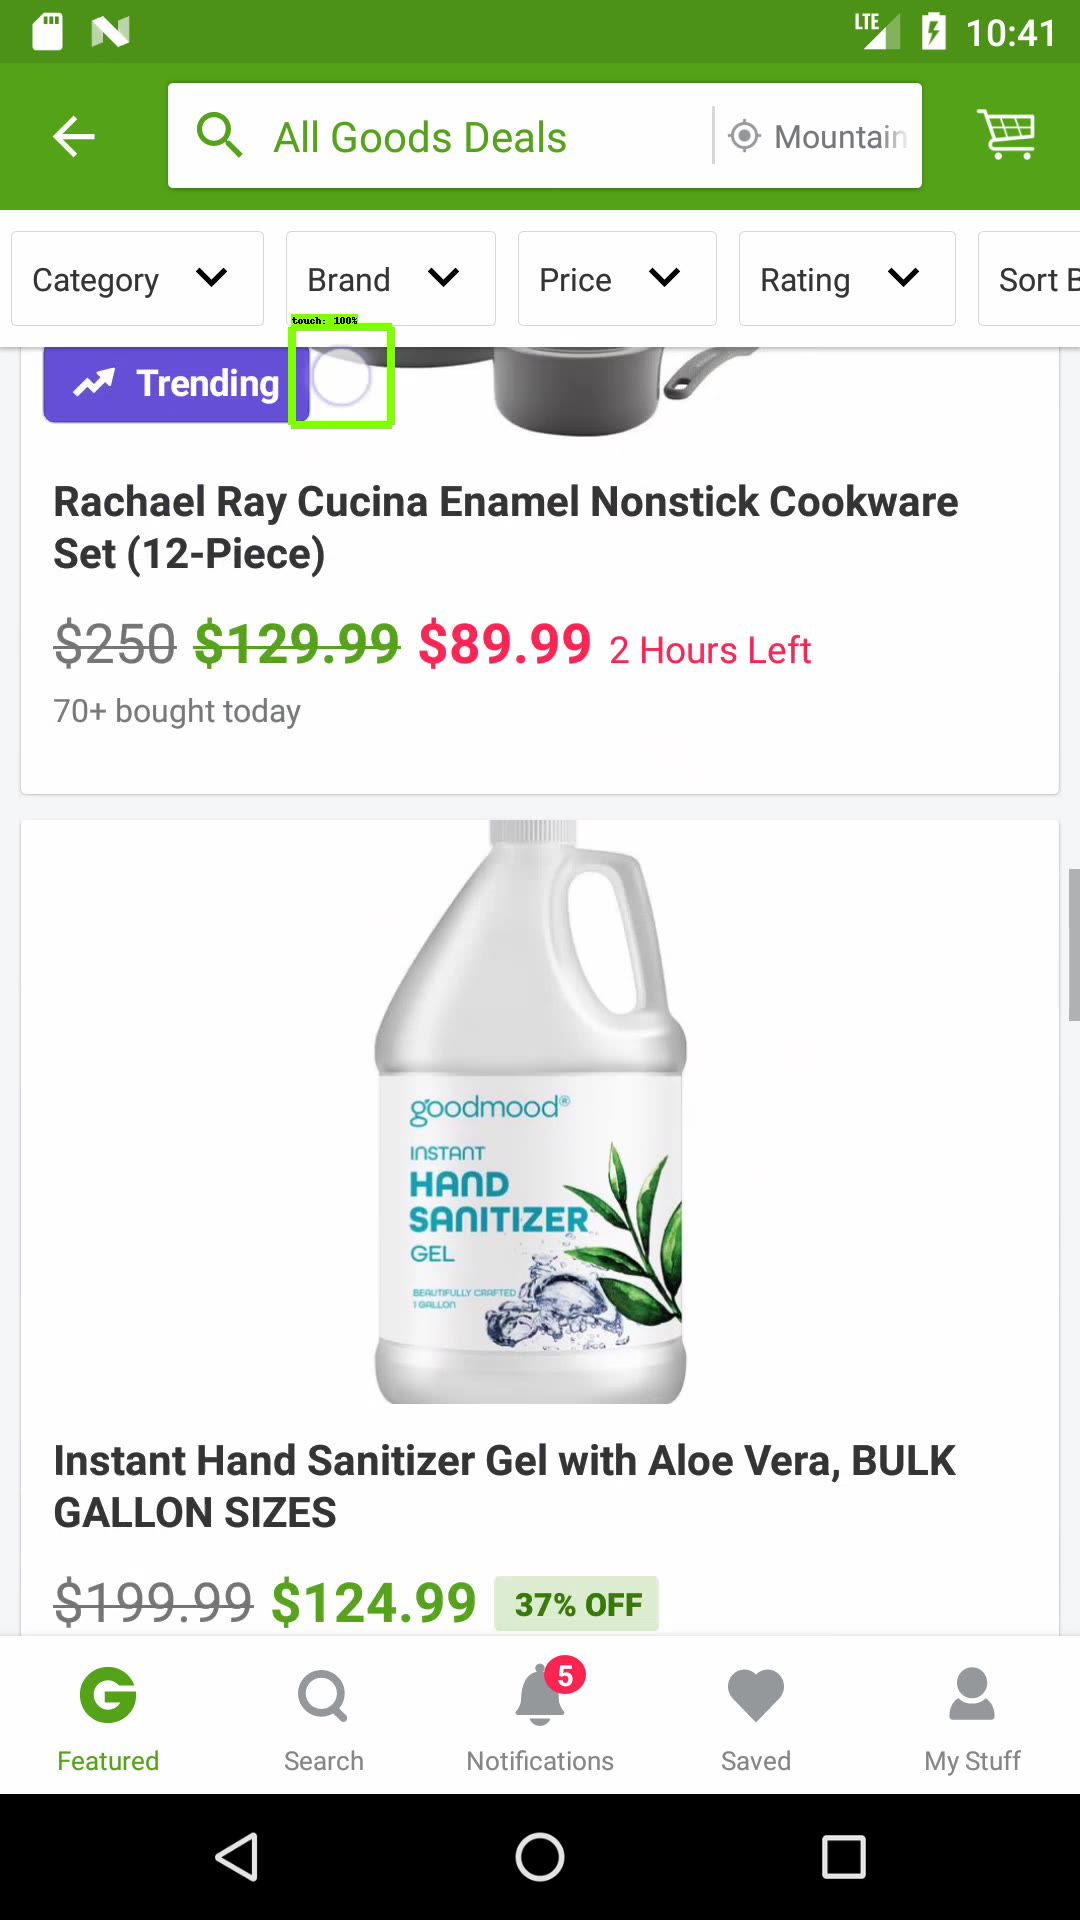 LTE 10:41
All Goods Deals Mountain
Category Brand Price Rating Sort B
touch: 100%
Trending
Rachael Ray Cucina Enamel Nonstick Cookware
Set (12-Piece)
$250 $129.99 $89.99 2 Hours Left
70+ bought today
goodmood®
INSTANT
HAND
SANITIZER
GEL
BEAUTIFULLY CRAFTED
1 GALLON
Instant Hand Sanitizer Gel with Aloe Vera, BULK
GALLON SIZES
$199.99 $124.99 37% OFF
5
Featured Search Notifications Saved My Stuff